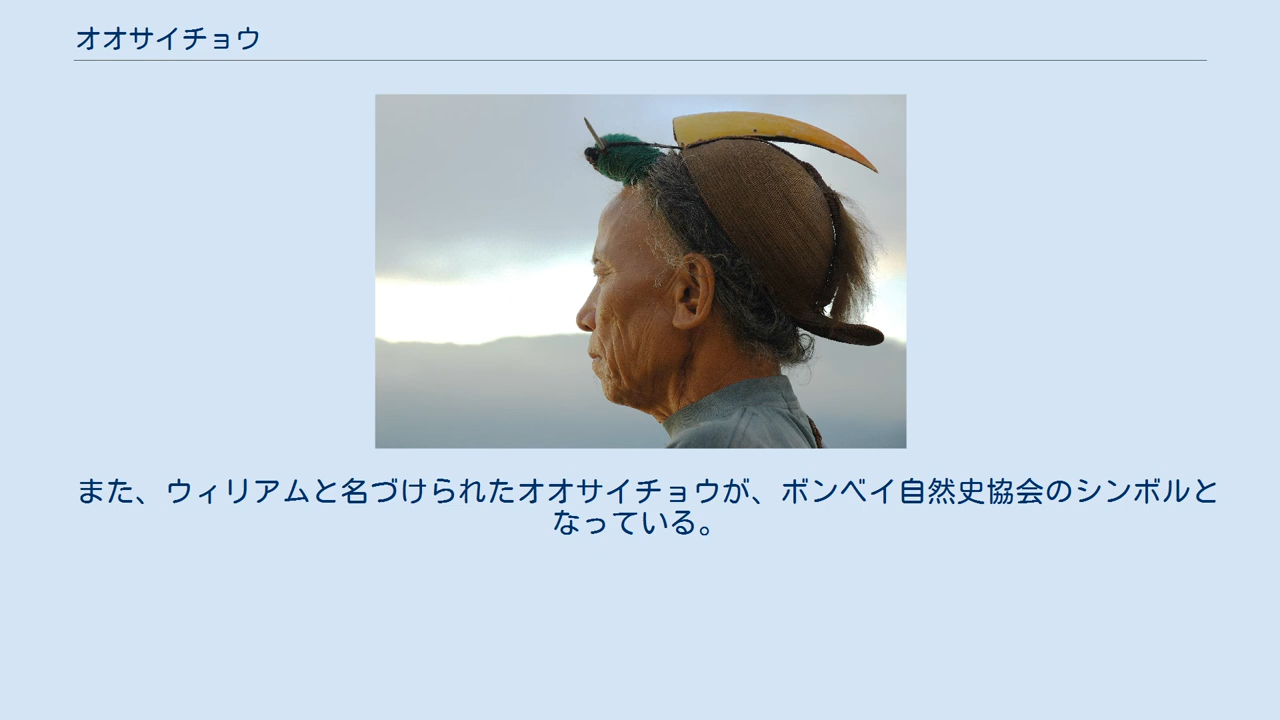 オオサイチョウ
また、ウィリアムと名づけられたオオサイチョウが、ボンベイ自然史協会のシンボルと
なっている。